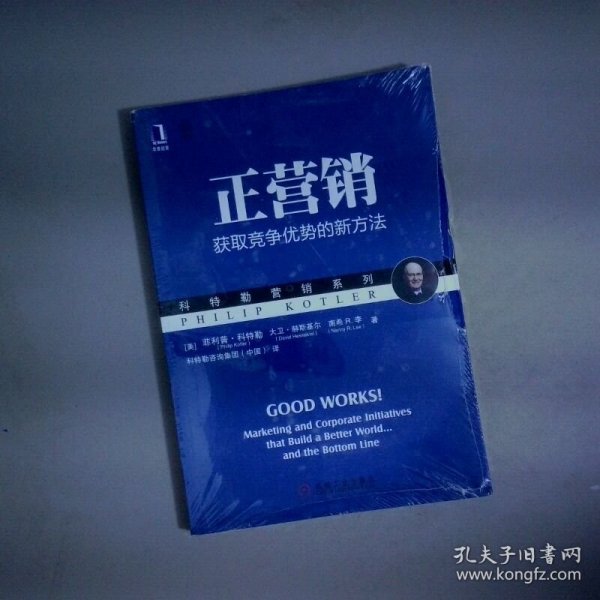 正营销
获取竞争优势的新方法
科特勒营销系列
PHILIP KOTLER
[美] 菲利普·科特勒 大卫·赫斯基尔 南希 R. 李 著
(Philip Kotler) (David Hessekiel) (Nancy R. Lee)
科特勒咨询集团(中国) 译
GOOD WORKS!
Marketing and Corporate Initiatives
that Build a Better World...
and the Bottom Line
孔夫子旧书网
www.kongfz.com